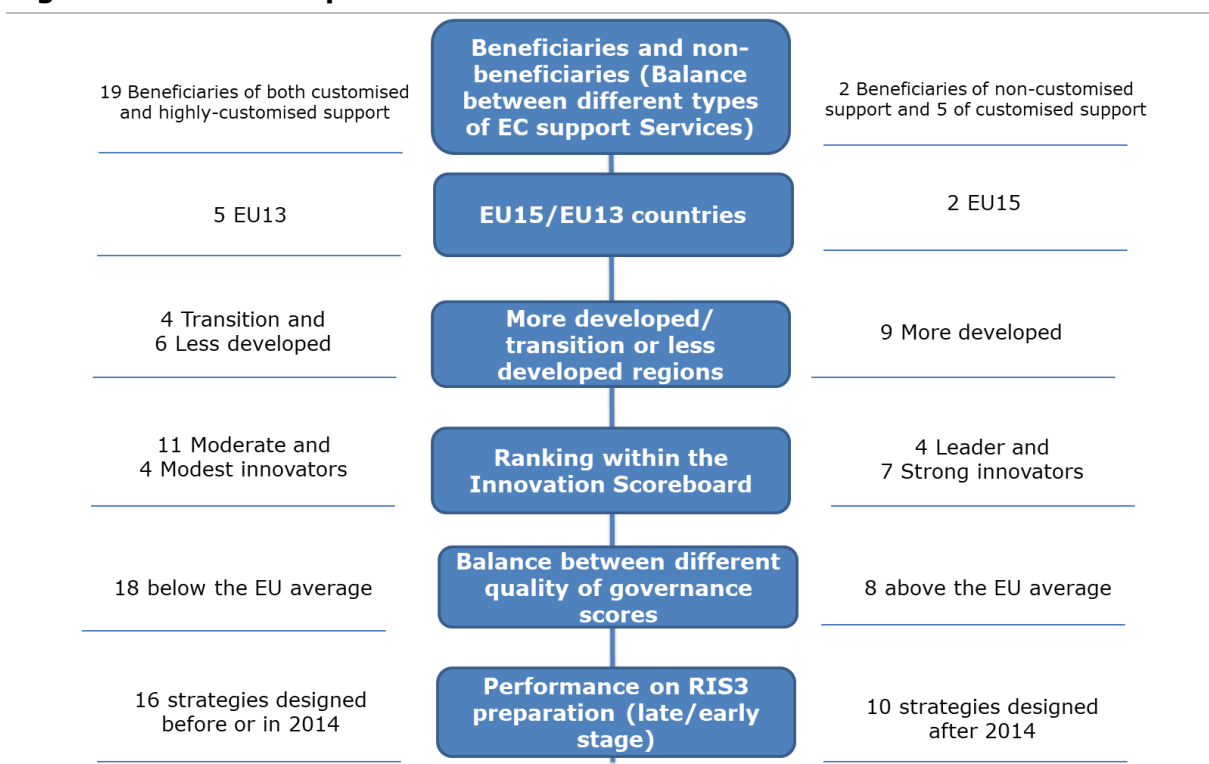 Beneficiaries and non-
beneficiaries (Balance
between different types
of EC support Services)
19 Beneficiaries of both customised
and highly-customised support
2 Beneficiaries of non-customised
support and 5 of customised support
5 EU13
EU15/EU13 countries
2 EU15
4 Transition and
6 Less developed
More developed/
transition or less
developed regions
9 More developed
11 Moderate and
4 Modest innovators
Ranking within the
Innovation Scoreboard
4 Leader and
7 Strong innovators
18 below the EU average
Balance between different
quality of governance
scores
8 above the EU average
16 strategies designed
before or in 2014
Performance on RIS3
preparation (late/early
stage)
10 strategies designed
after 2014